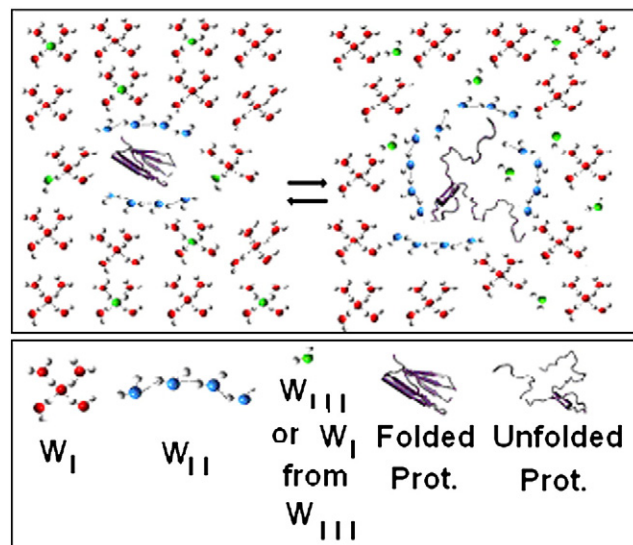 W I
W II
W III
or W I
from
W III
Folded
Prot.
Unfolded
Prot.